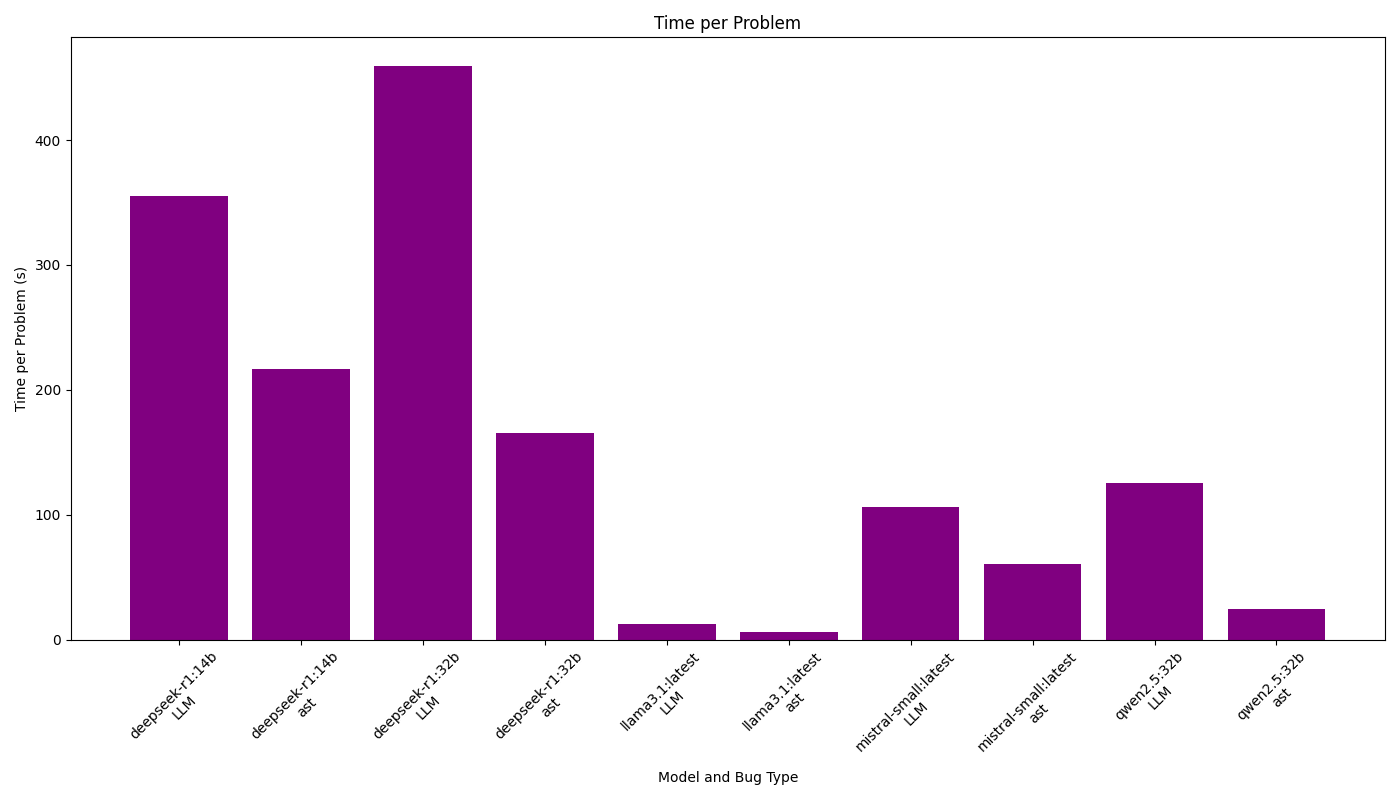 Time per Problem
Time per Problem (s)
400
300
200
100
0
deepseek-r1:14b
LLM
deepseek-r1:14b
ast
deepseek-r1:32b
LLM
deepseek-r1:32b
ast
llama3.1:latest
LLM
llama3.1:latest
ast
mistral-small:latest
LLM
mistral-small:latest
ast
qwen2.5:32b
LLM
qwen2.5:32b
ast
Model and Bug Type